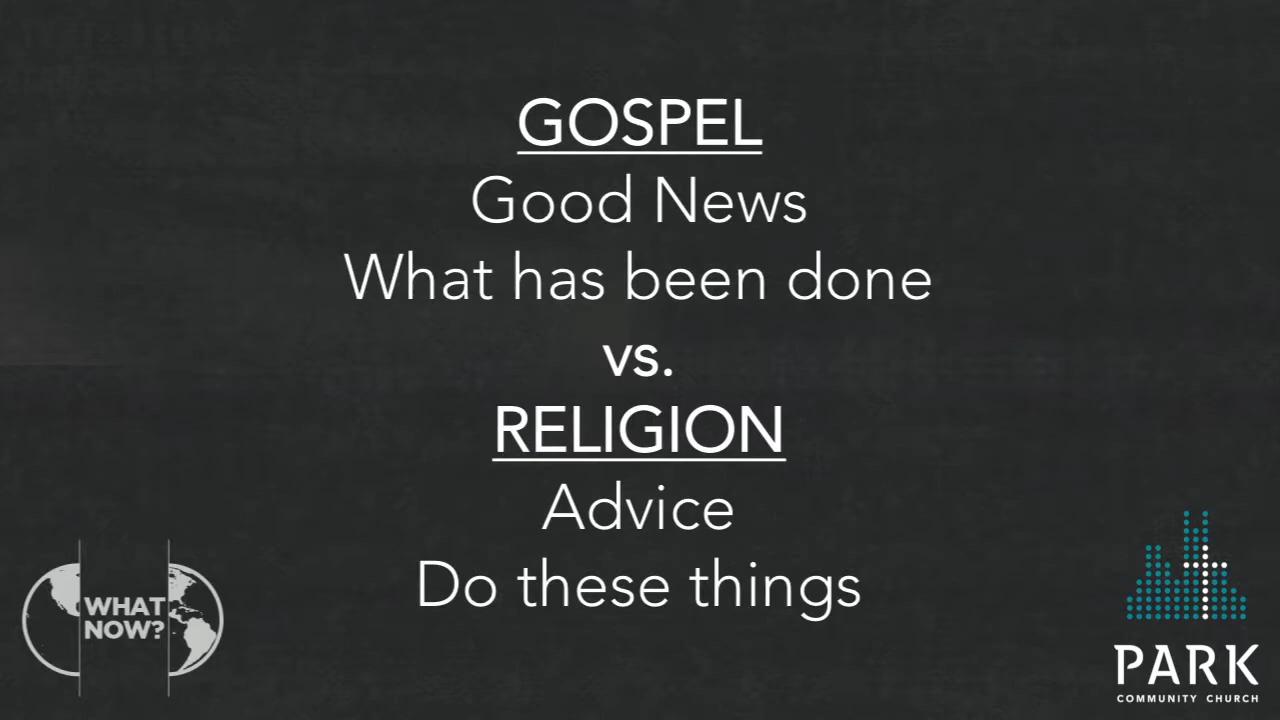 GOSPEL
Good News
What has been done
vs.
RELIGION
Advice
Do these things
WHAT
NOW?
PARK
COMMUNITY CHURCH